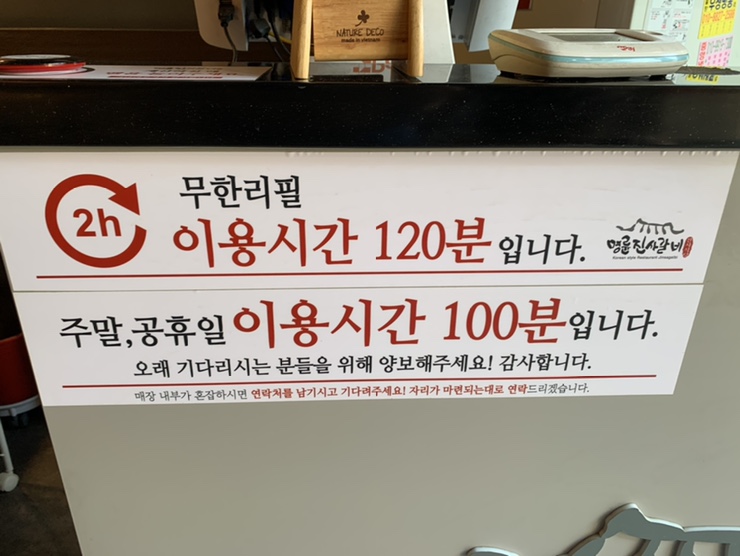 NATURE DECO
made in vietnam
2h
무한리필
이용시간 120분 입니다.
명륜진사갈비
주말,공휴일 이용시간 100분입니다.
오래 기다리시는 분들을 위해 양보해주세요! 감사합니다.
매장 내부가 혼잡하시면 연락처를 남기시고 기다려주세요! 자리가 마련되는대로 연락드리겠습니다.